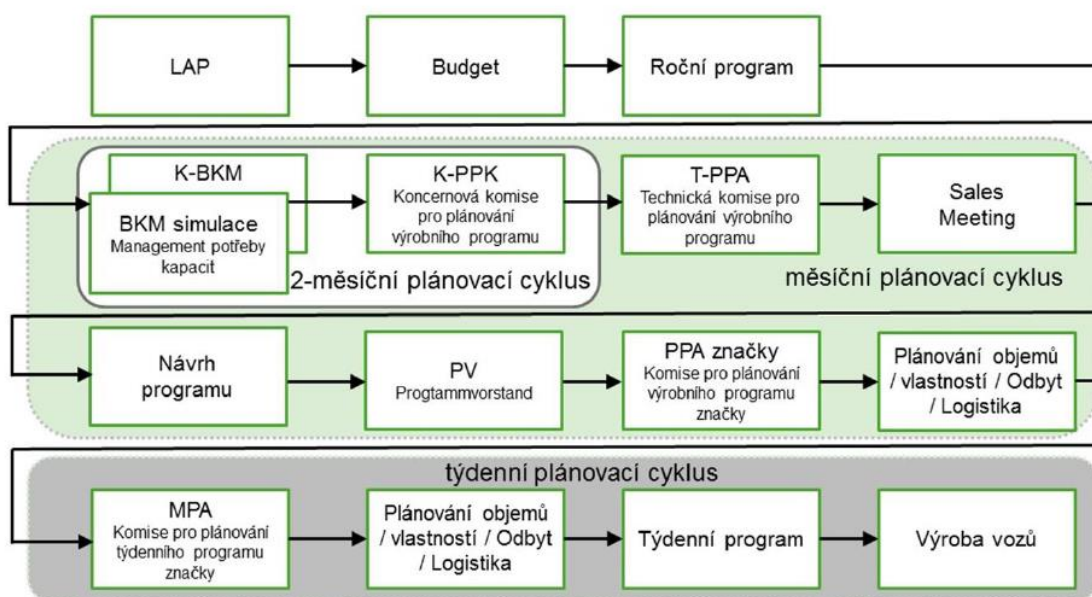 LAP
Budget
Roční program
K-BKM
BKM simulace
Management potřeby
kapacit
K-PPK
Koncernová komise
pro plánování
výrobního programu
T-PPA
Technická komise pro
plánování výrobního
programu
Sales
Meeting
2-měsíční plánovací cyklus
měsíční plánovací cyklus
Návrh
programu
PV
Progtammvorstand
PPA značky
Komise pro plánování
výrobního programu
značky
Plánování objemů
/ vlastností / Odbyt
/ Logistika
týdenní plánovací cyklus
MPA
Komise pro plánování
týdenního programu
značky
Plánování objemů
/ vlastností / Odbyt
/ Logistika
Týdenní program
Výroba vozů